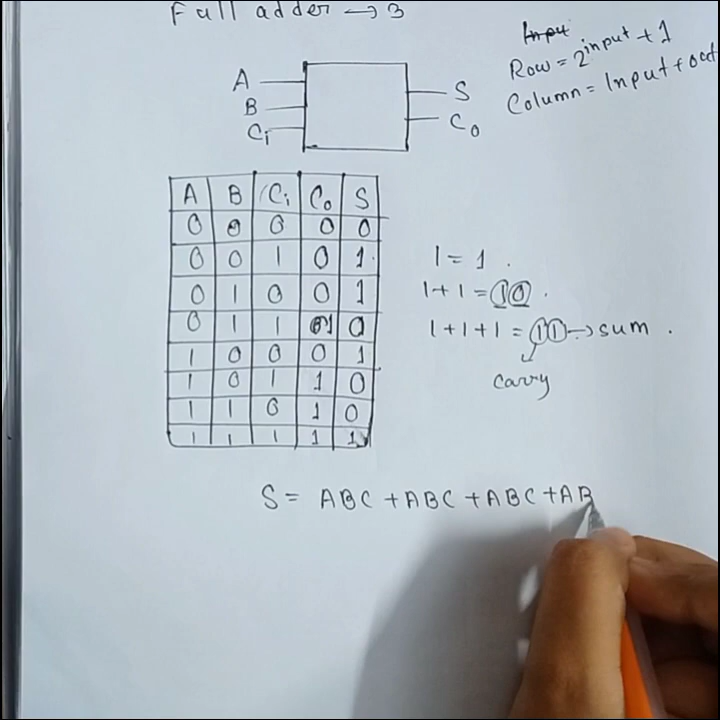 Full adder → 3
Input
Row = 2^input + 1
Column = Input + out
A
B
Ci
S
Co
A B Ci Co S
0 0 0 0 0
0 0 1 0 1
0 1 0 0 1
0 1 1 1 0
1 0 0 0 1
1 0 1 1 0
1 1 0 1 0
1 1 1 1 1
1 = 1 .
1 + 1 = 10 .
1 + 1 + 1 = 11 → sum .
carry
S = ABC + ABC + ABC + AB